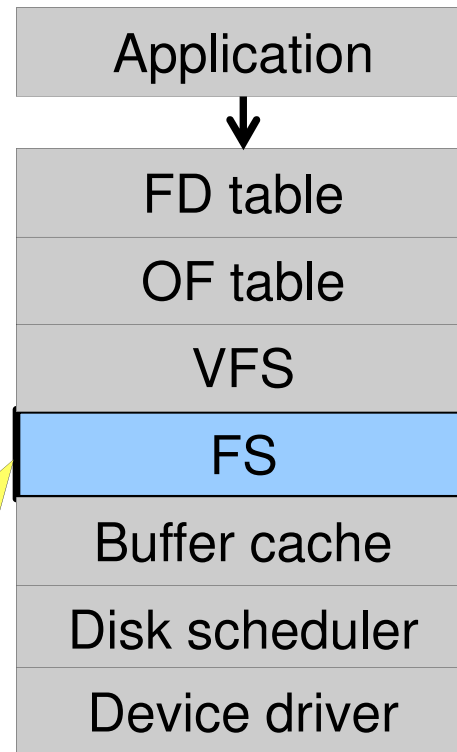 Application
FD table
OF table
VFS
FS
Buffer cache
Disk scheduler
Device driver